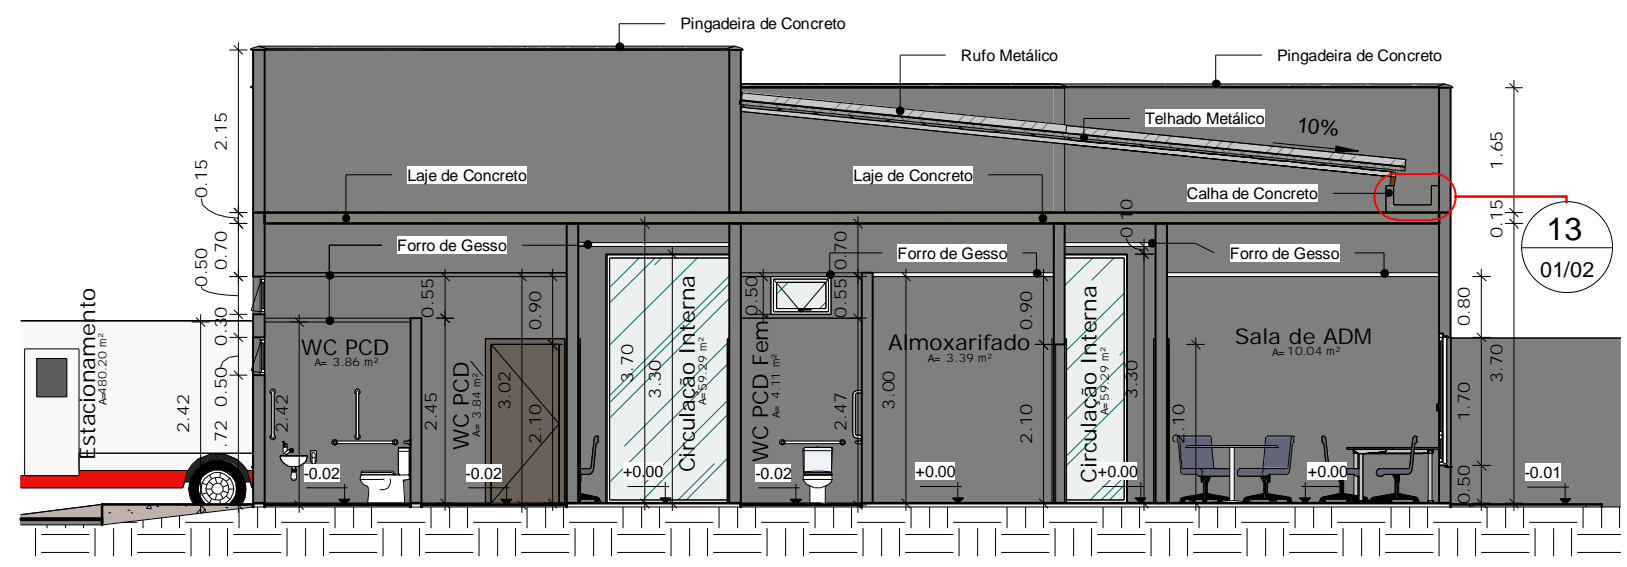 Pingadeira de Concreto
Rufo Metálico
Pingadeira de Concreto
Telhado Metálico
10%
2.15
1.65
0.15
Laje de Concreto
Laje de Concreto
Calha de Concreto
0.10
0.15
13
01/02
0.70
0.50
0.30
0.50
.72
Forro de Gesso
0.70
Forro de Gesso
Forro de Gesso
0.55
0.90
0.50
0.55
0.90
0.80
Estacionamento
A=480.20 m²
2.42
WC PCD
A= 3.86 m²
2.42
2.45
WC PCD
A= 3.84 m²
3.02
2.10
3.70
3.30
Circulação Interna
A=59.29 m²
WC PCD Fem
A= 4.11 m²
2.47
3.00
Almoxarifado
A= 3.39 m²
2.10
Circulação Interna
A=59.29 m²
3.30
2.10
Sala de ADM
A= 10.04 m²
3.70
1.70
0.50
-0.02
-0.02
+0.00
-0.02
+0.00
+0.00
+0.00
-0.01